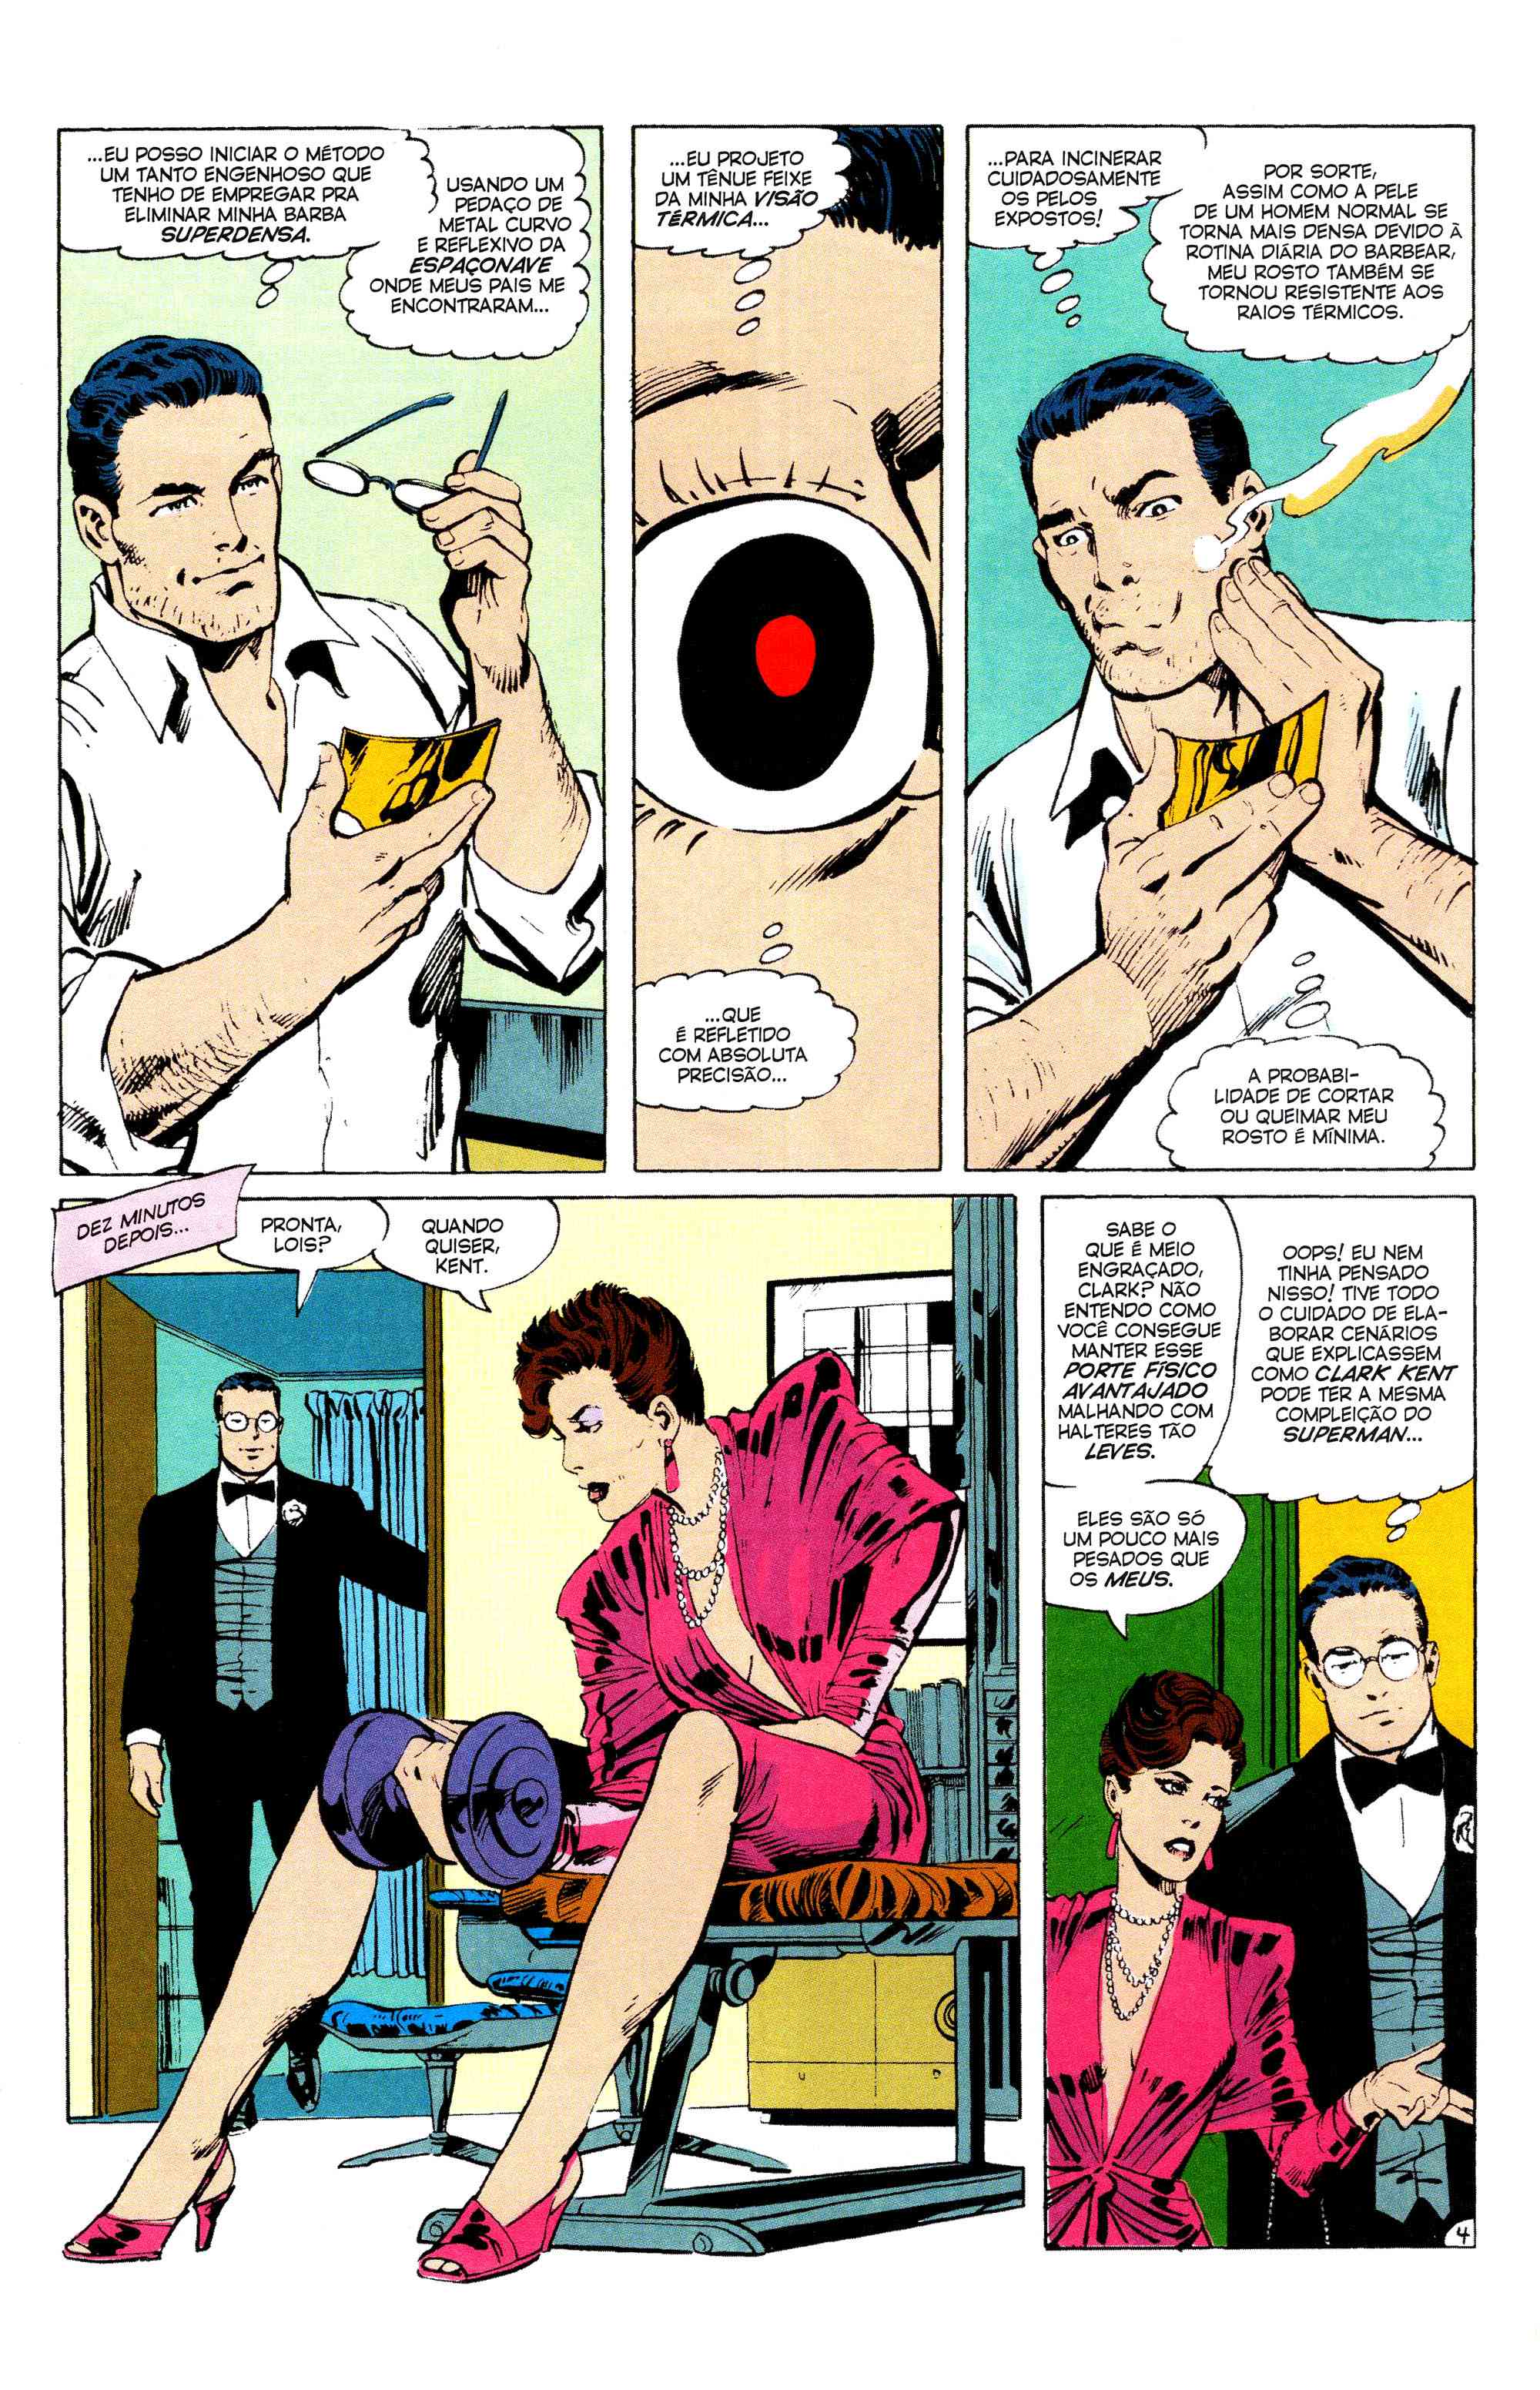 ...EU POSSO INICIAR O MÉTODO
UM TANTO ENGENHOSO QUE
TENHO DE EMPREGAR PRA
ELIMINAR MINHA BARBA
SUPERDENSA.
USANDO UM
PEDAÇO DE
METAL CURVO
E REFLEXIVO DA
ESPAÇONAVE
ONDE MEUS PAIS ME
ENCONTRARAM...
...EU PROJETO
UM TÊNUE FEIXE
DA MINHA VISÃO
TÉRMICA...
...QUE
É REFLETIDO
COM ABSOLUTA
PRECISÃO...
...PARA INCINERAR
CUIDADOSAMENTE
OS PELOS
EXPOSTOS!
POR SORTE,
ASSIM COMO A PELE
DE UM HOMEM NORMAL SE
TORNA MAIS DENSA DEVIDO À
ROTINA DIÁRIA DO BARBEAR,
MEU ROSTO TAMBÉM SE
TORNOU RESISTENTE AOS
RAIOS TÉRMICOS.
A PROBABI-
LIDADE DE CORTAR
OU QUEIMAR MEU
ROSTO É MÍNIMA.
DEZ MINUTOS
DEPOIS...
PRONTA,
LOIS?
QUANDO
QUISER,
KENT.
SABE O
QUE É MEIO
ENGRAÇADO,
CLARK? NÃO
ENTENDO COMO
VOCÊ CONSEGUE
MANTER ESSE
PORTE FÍSICO
AVANTAJADO
MALHANDO COM
HALTERES TÃO
LEVES.
ELES SÃO SÓ
UM POUCO MAIS
PESADOS QUE
OS MEUS.
OOPS! EU NEM
TINHA PENSADO
NISSO! TIVE TODO
O CUIDADO DE ELA-
BORAR CENÁRIOS
QUE EXPLICASSEM
COMO CLARK KENT
PODE TER A MESMA
COMPLEIÇÃO DO
SUPERMAN...
4